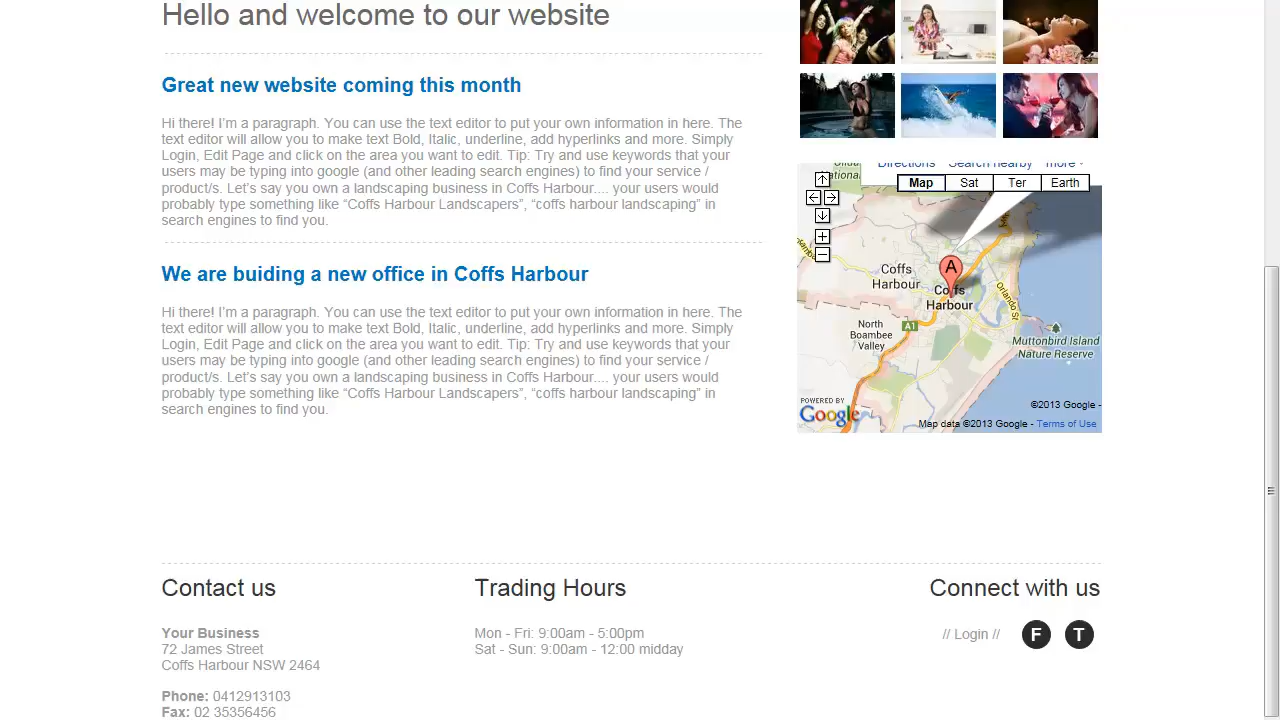 Hello and welcome to our website
Great new website coming this month
Hi there! I'm a paragraph. You can use the text editor to put your own information in here. The
text editor will allow you to make text Bold, Italic, underline, add hyperlinks and more. Simply
Login, Edit Page and click on the area you want to edit. Tip: Try and use keywords that your
users may be typing into google (and other leading search engines) to find your service /
product/s. Let's say you own a landscaping business in Coffs Harbour.... your users would
probably type something like “Coffs Harbour Landscapers”, “coffs harbour landscaping” in
search engines to find you.
We are buiding a new office in Coffs Harbour
Hi there! I'm a paragraph. You can use the text editor to put your own information in here. The
text editor will allow you to make text Bold, Italic, underline, add hyperlinks and more. Simply
Login, Edit Page and click on the area you want to edit. Tip: Try and use keywords that your
users may be typing into google (and other leading search engines) to find your service /
product/s. Let's say you own a landscaping business in Coffs Harbour.... your users would
probably type something like “Coffs Harbour Landscapers”, “coffs harbour landscaping” in
search engines to find you.
Directions Search nearby more
Map Sat Ter Earth
A
Coffs
Harbour
Coffs
Harbour
Orlando St
A1
North
Boambee
Valley
Muttonbird Island
Nature Reserve
POWERED BY
Google
©2013 Google -
Map data ©2013 Google - Terms of Use
Contact us
Your Business
72 James Street
Coffs Harbour NSW 2464
Phone: 0412913103
Fax: 02 35356456
Trading Hours
Mon - Fri: 9:00am - 5:00pm
Sat - Sun: 9:00am - 12:00 midday
Connect with us
// Login // F T